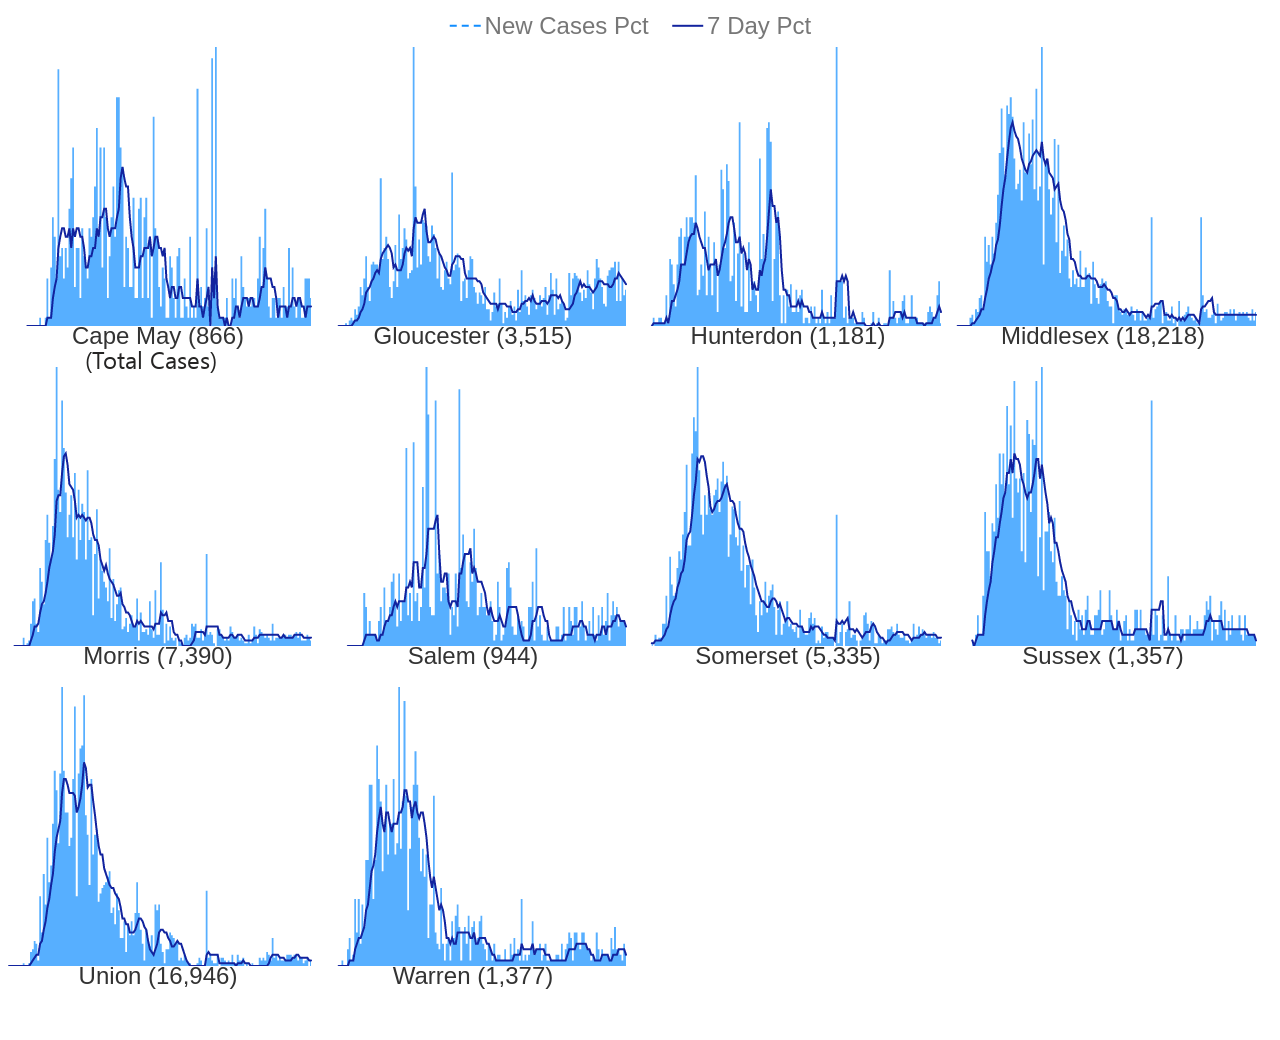 New Cases Pct 7 Day Pct
Cape May (866) Gloucester (3,515) Hunterdon (1,181) Middlesex (18,218)
(Total Cases)
Morris (7,390) Salem (944) Somerset (5,335) Sussex (1,357)
Union (16,946) Warren (1,377)